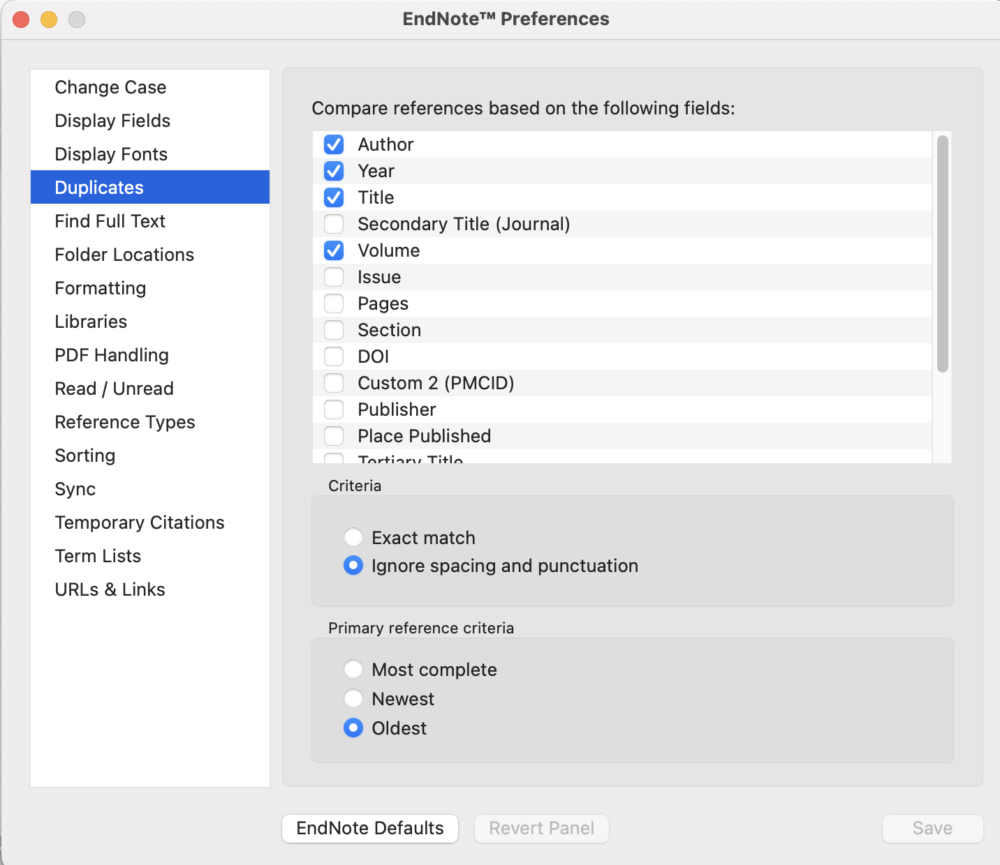 EndNote™ Preferences
Change Case
Display Fields
Display Fonts
Duplicates
Find Full Text
Folder Locations
Formatting
Libraries
PDF Handling
Read / Unread
Reference Types
Sorting
Sync
Temporary Citations
Term Lists
URLs & Links
Compare references based on the following fields:
Author
Year
Title
Secondary Title (Journal)
Volume
Issue
Pages
Section
DOI
Custom 2 (PMCID)
Publisher
Place Published
Tertiary Title
Criteria
Exact match
Ignore spacing and punctuation
Primary reference criteria
Most complete
Newest
Oldest
EndNote Defaults
Revert Panel
Save